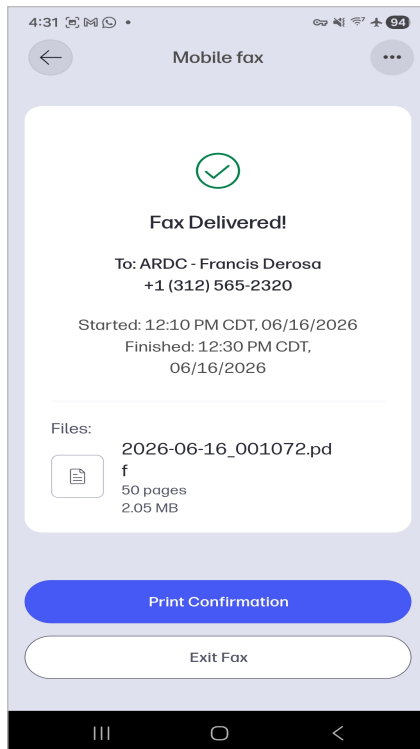 4:31
94
Mobile fax
Fax Delivered!
To: ARDC - Francis Derosa
+1 (312) 565-2320
Started: 12:10 PM CDT, 06/16/2026
Finished: 12:30 PM CDT,
06/16/2026
Files:
2026-06-16_001072.pd
f
50 pages
2.05 MB
Print Confirmation
Exit Fax